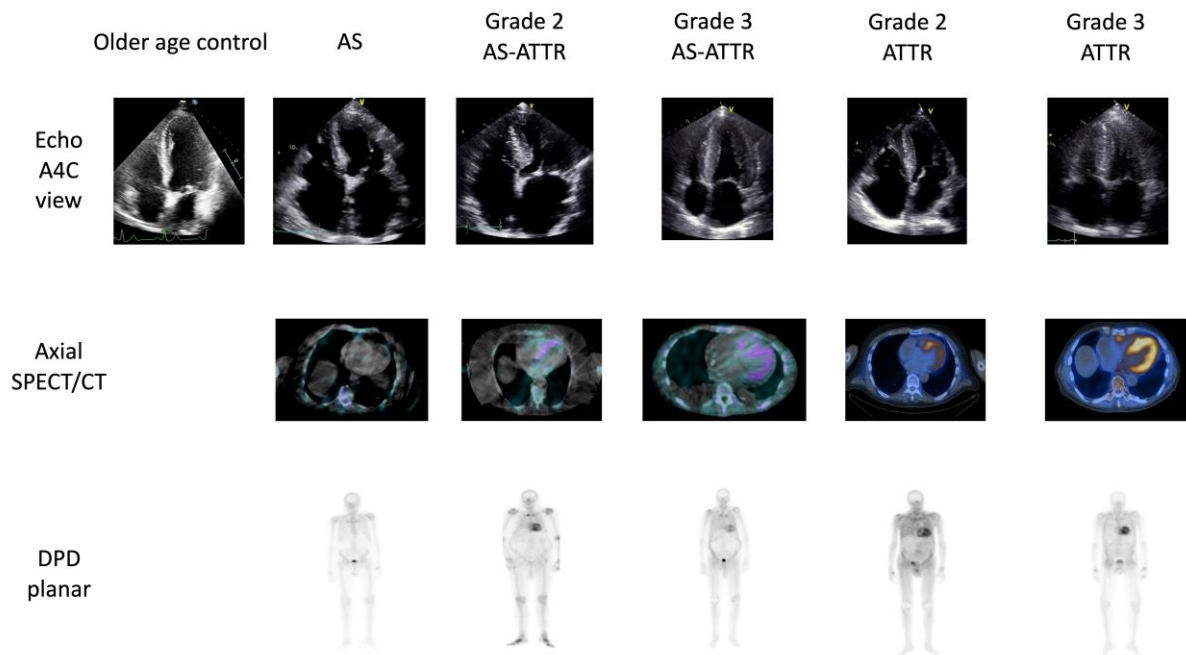 Older age control
AS
Grade 2
AS-ATTR
Grade 3
AS-ATTR
Grade 2
ATTR
Grade 3
ATTR
Echo
A4C
view
V
V
V
V
V
10
Axial
SPECT/CT
DPD
planar